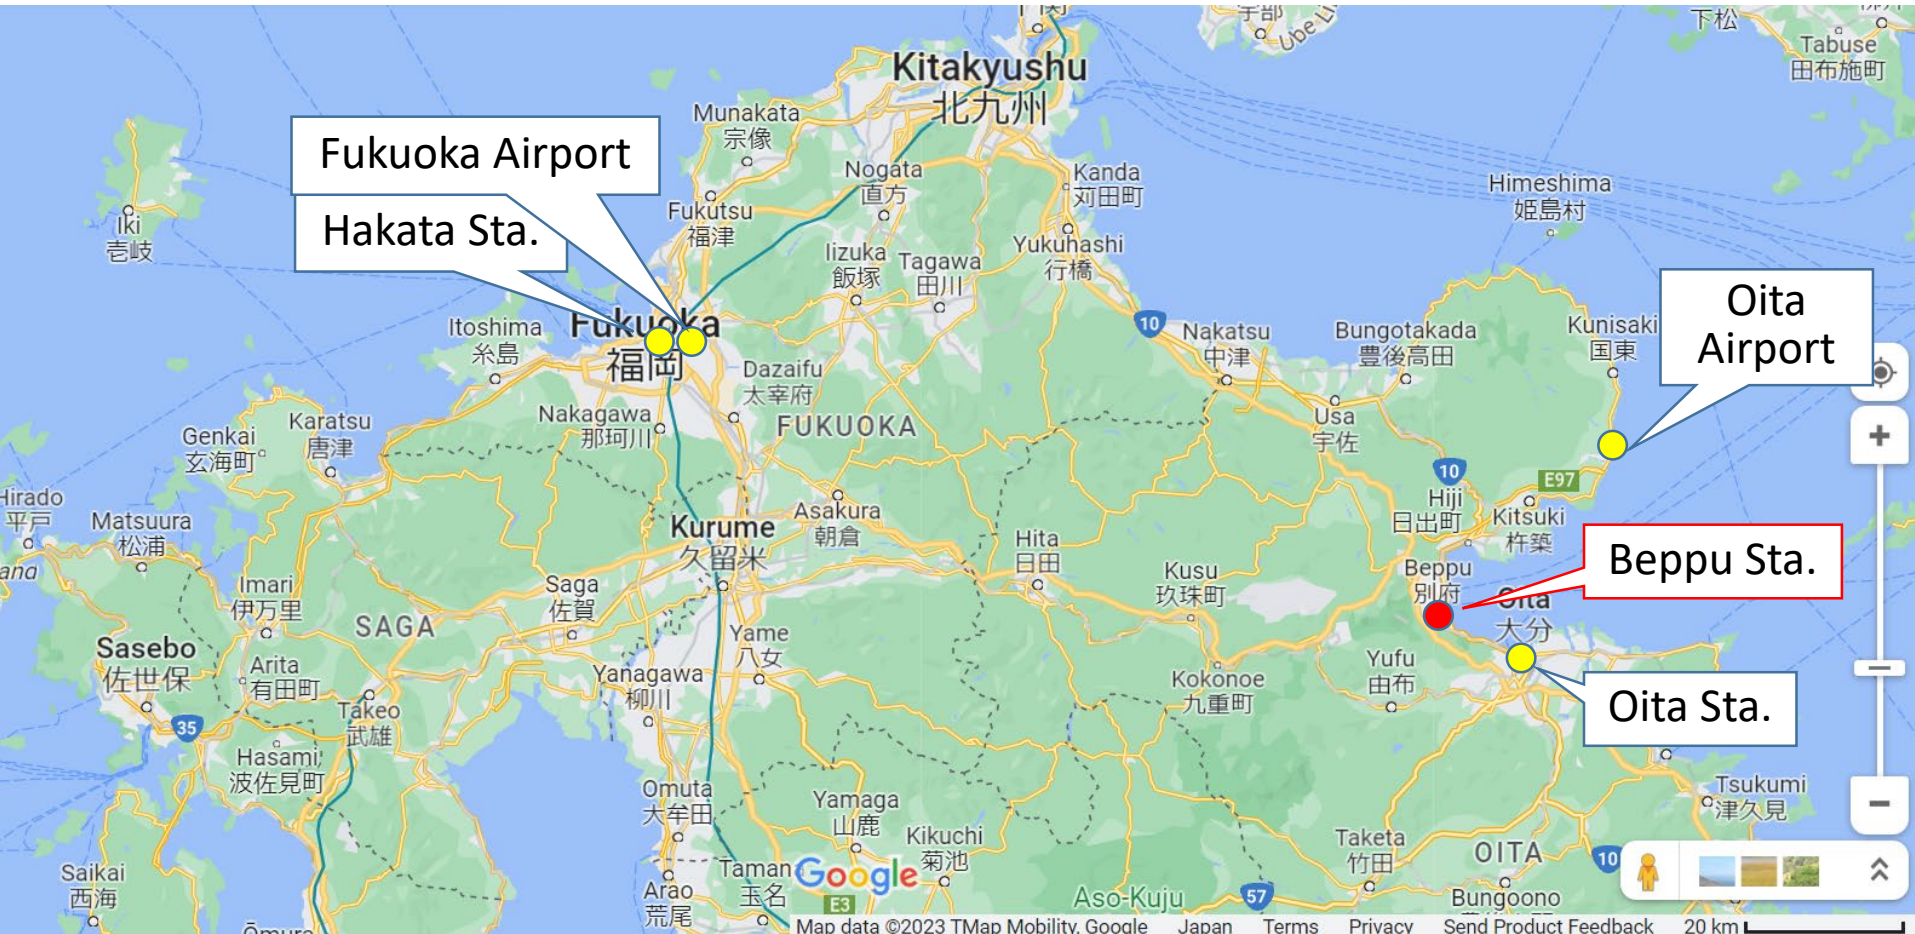 下松
Tabuse
田布施町
宇部
Ube Li
Kitakyushu
北九州
Munakata
宗像
Fukuoka Airport
Nogata
直方
Kanda
苅田町
Himeshima
姫島村
Iki
壱岐
Hakata Sta.
Fukutsu
福津
Iizuka
飯塚
Tagawa
田川
Yukuhashi
行橋
Oita
Airport
Itoshima
糸島
Fukuoka
福岡
10
Nakatsu
中津
Bungotakada
豊後高田
Kunisaki
国東
Dazaifu
太宰府
Nakagawa
那珂川
FUKUOKA
Usa
宇佐
Genkai
玄海町
Karatsu
唐津
10
E97
Hirado
平戸
Matsuura
松浦
Kurume
久留米
Asakura
朝倉
Hita
日田
Hiji
日出町
Kitsuki
杵築
Beppu Sta.
Imari
伊万里
Saga
佐賀
Kusu
玖珠町
Beppu
別府
Oita
大分
SAGA
Sasebo
佐世保
Arita
有田町
Yame
八女
Yanagawa
柳川
Kokonoe
九重町
Yufu
由布
Oita Sta.
35
Takeo
武雄
Hasami
波佐見町
Omuta
大牟田
Yamaga
山鹿
Kikuchi
菊池
Tsukumi
津久見
Taketa
竹田
OITA
10
Saikai
西海
Arao
荒尾
Taman
玉名
Google
E3
Aso-Kuju
57
Bungoono
Map data ©2023 TMap Mobility, Google Japan Terms Privacy Send Product Feedback 20 km